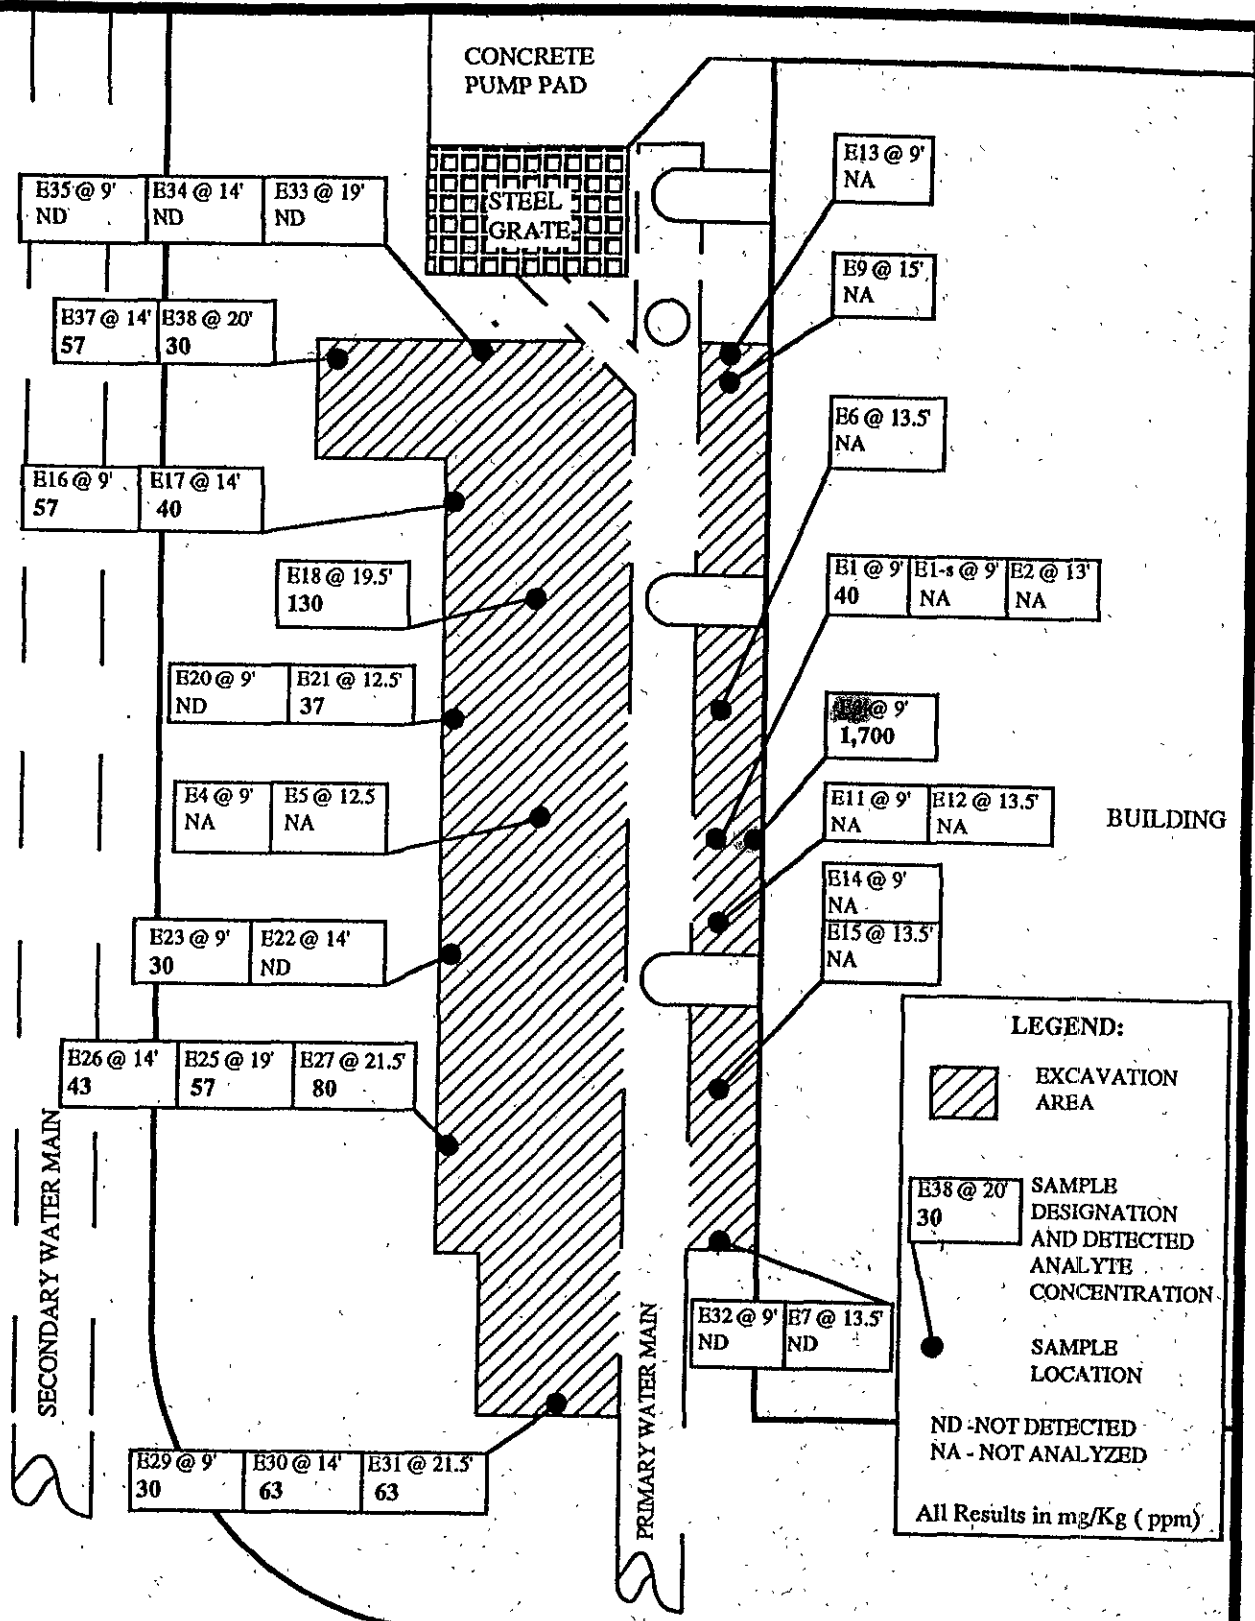 CONCRETE
PUMP PAD
STEEL
GRATE
E13 @ 9'
NA
E35 @ 9' E34 @ 14' E33 @ 19'
ND ND ND
E9 @ 15'
NA
E37 @ 14' E38 @ 20'
57 30
E6 @ 13.5'
NA
E16 @ 9' E17 @ 14'
57 40
E18 @ 19.5'
130
E1 @ 9' E1-s @ 9' E2 @ 13'
40 NA NA
E20 @ 9' E21 @ 12.5'
ND 37
@ 9'
1,700
E4 @ 9' E5 @ 12.5
NA NA
E11 @ 9' E12 @ 13.5'
NA NA
BUILDING
E14 @ 9'
NA
E15 @ 13.5'
NA
E23 @ 9' E22 @ 14'
30 ND
E26 @ 14' E25 @ 19' E27 @ 21.5'
43 57 80
SECONDARY WATER MAIN
E32 @ 9' E7 @ 13.5'
ND ND
PRIMARY WATER MAIN
E29 @ 9' E30 @ 14' E31 @ 21.5'
30 63 63
LEGEND:
EXCAVATION
AREA
E38 @ 20'
30
SAMPLE
DESIGNATION
AND DETECTED
ANALYTE
CONCENTRATION
SAMPLE
LOCATION
ND -NOT DETECTED
NA - NOT ANALYZED
All Results in mg/Kg ( ppm)